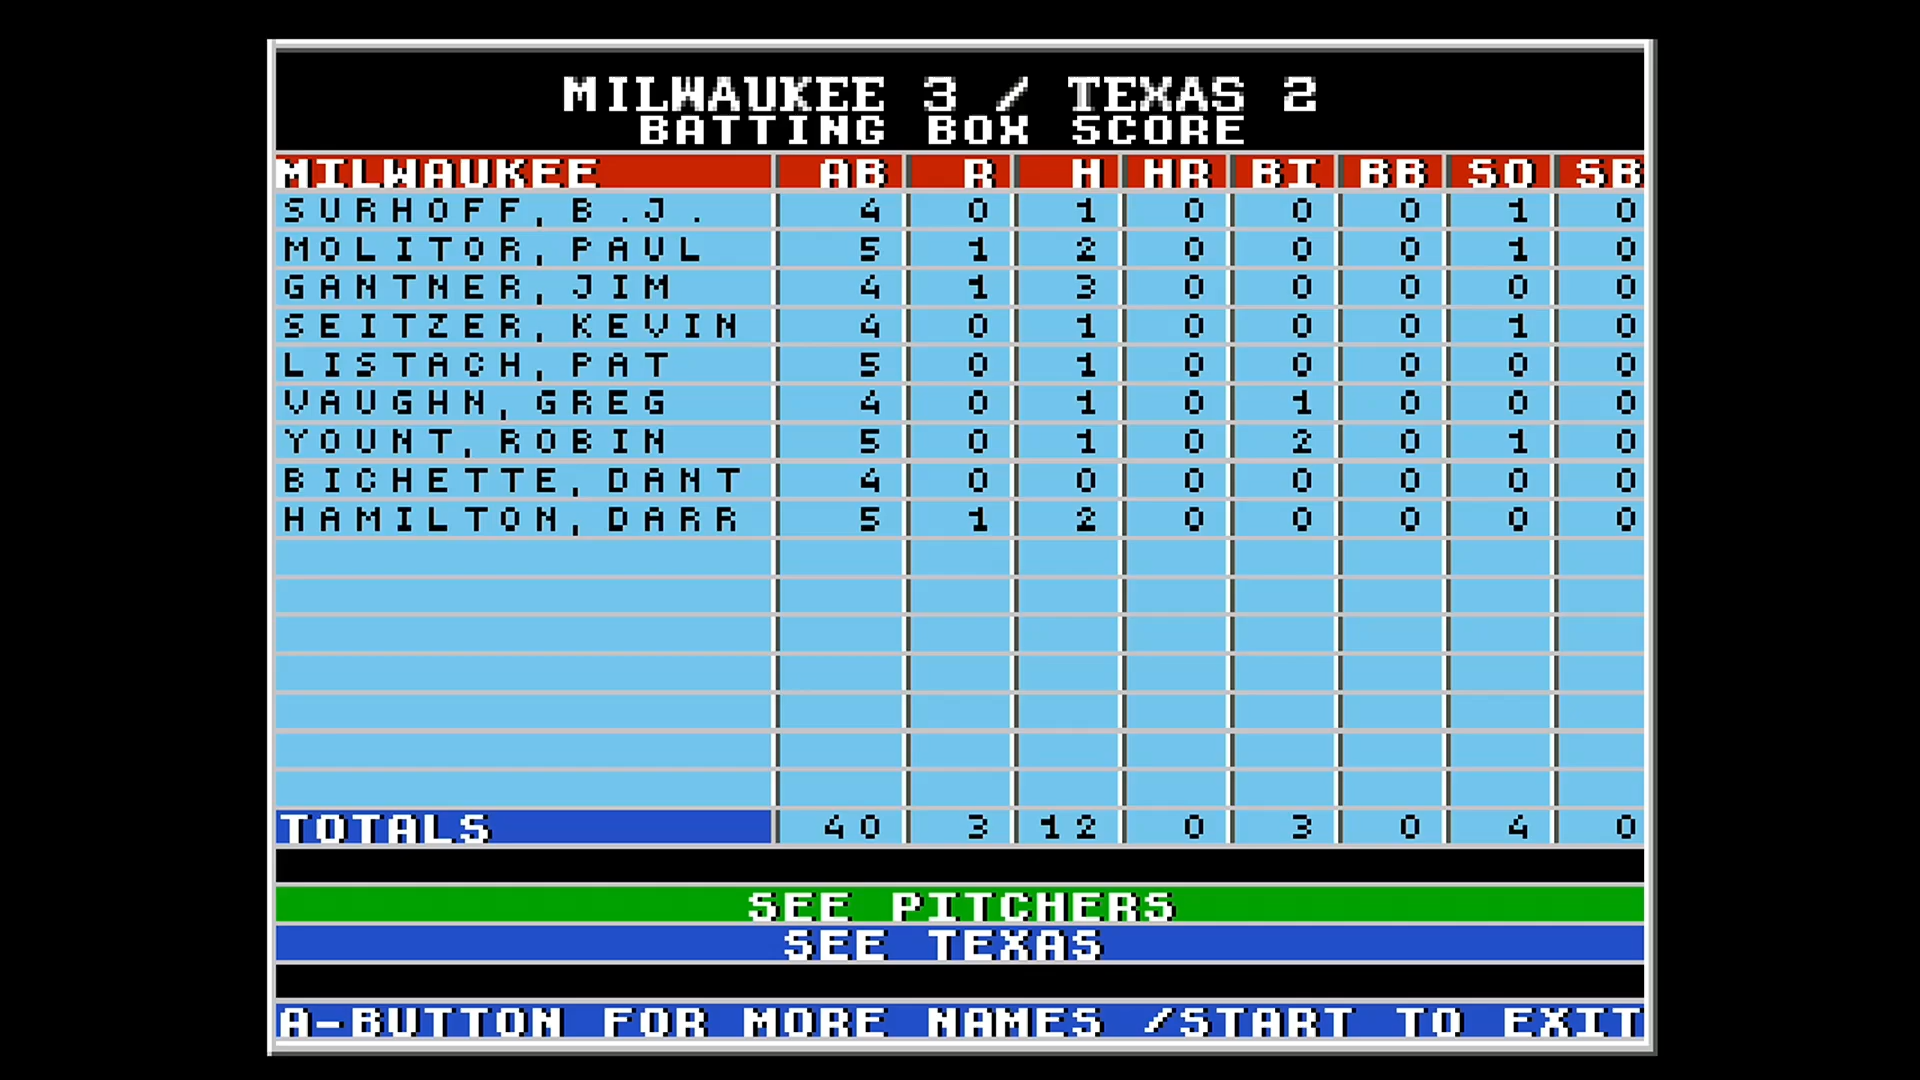 MILWAUKEE 3 / TEXAS 2
BATTING BOX SCORE
MILWAUKEE AB R H HR BI BB SO SB
SURHOFF, B.J. 4 0 1 0 0 0 1 0
MOLITOR, PAUL 5 1 2 0 0 0 1 0
GANTNER, JIM 4 1 3 0 0 0 0 0
SEITZER, KEVIN 4 0 1 0 0 0 1 0
LISTACH, PAT 5 0 1 0 0 0 0 0
VAUGHN, GREG 4 0 1 0 1 0 0 0
YOUNT, ROBIN 5 0 1 0 2 0 1 0
BICHETTE, DANT 4 0 0 0 0 0 0 0
HAMILTON, DARR 5 1 2 0 0 0 0 0
TOTALS 40 3 12 0 3 0 4 0
SEE PITCHERS
SEE TEXAS
A-BUTTON FOR MORE NAMES /START TO EXIT